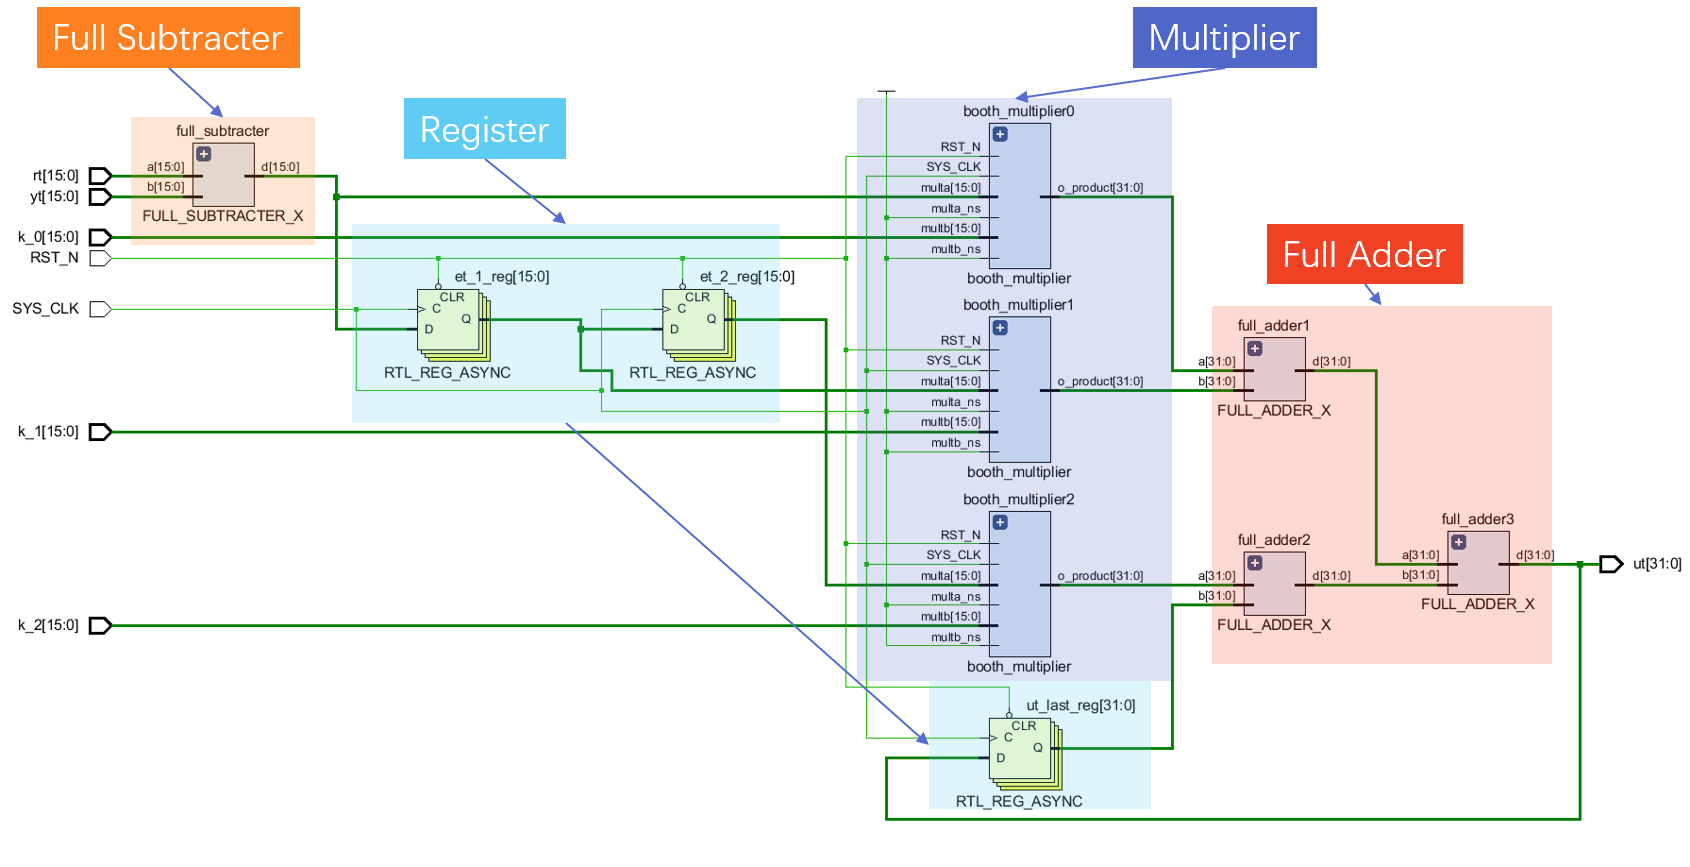 Full Subtracter
Multiplier
Register
Full Adder
full_subtracter
a[15:0]
b[15:0]
d[15:0]
FULL_SUBTRACTER_X
rt[15:0]
yt[15:0]
k_0[15:0]
RST_N
SYS_CLK
k_1[15:0]
k_2[15:0]
et_1_reg[15:0]
CLR
C
Q
D
RTL_REG_ASYNC
et_2_reg[15:0]
CLR
C
Q
D
RTL_REG_ASYNC
booth_multiplier0
RST_N
SYS_CLK
multa[15:0]
o_product[31:0]
multa_ns
multb[15:0]
multb_ns
booth_multiplier
booth_multiplier1
RST_N
SYS_CLK
multa[15:0]
o_product[31:0]
multa_ns
multb[15:0]
multb_ns
booth_multiplier
booth_multiplier2
RST_N
SYS_CLK
multa[15:0]
o_product[31:0]
multa_ns
multb[15:0]
multb_ns
booth_multiplier
ut_last_reg[31:0]
CLR
C
Q
D
RTL_REG_ASYNC
full_adder1
a[31:0]
b[31:0]
d[31:0]
FULL_ADDER_X
full_adder2
a[31:0]
b[31:0]
d[31:0]
FULL_ADDER_X
full_adder3
a[31:0]
b[31:0]
d[31:0]
FULL_ADDER_X
ut[31:0]